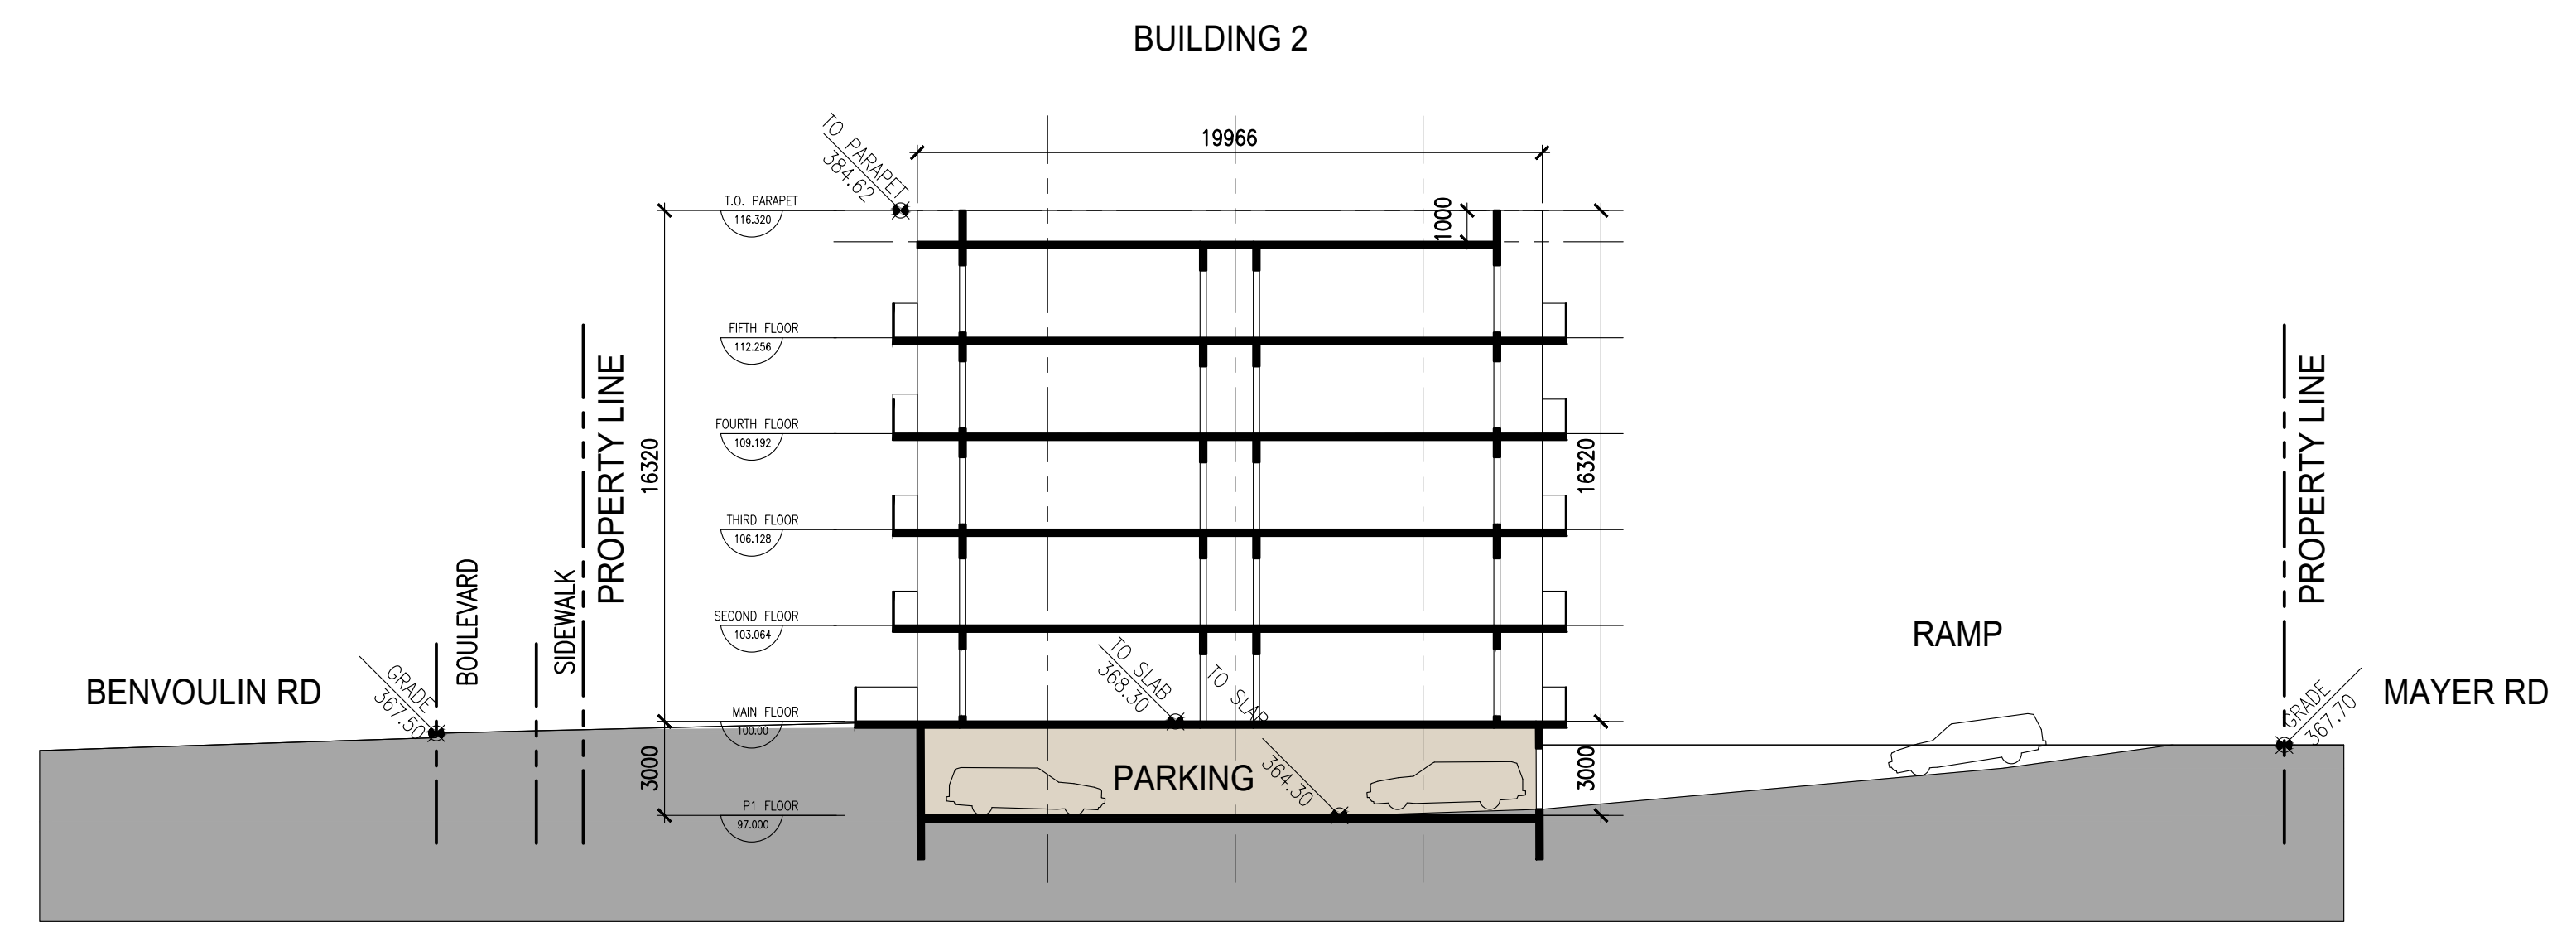 BUILDING 2
19966
TO PARAPET
384.62
T.O. PARAPET
116.320
1000
FIFTH FLOOR
112.256
FOURTH FLOOR
109.192
16320
16320
THIRD FLOOR
106.128
SECOND FLOOR
103.064
PROPERTY LINE
PROPERTY LINE
BOULEVARD
SIDEWALK
BENVOULIN RD
GRADE
367.50
MAIN FLOOR
100.00
TO SLAB
368.30
TO SLAB
364.30
RAMP
GRADE
367.70
MAYER RD
3000
PARKING
3000
P1 FLOOR
97.000